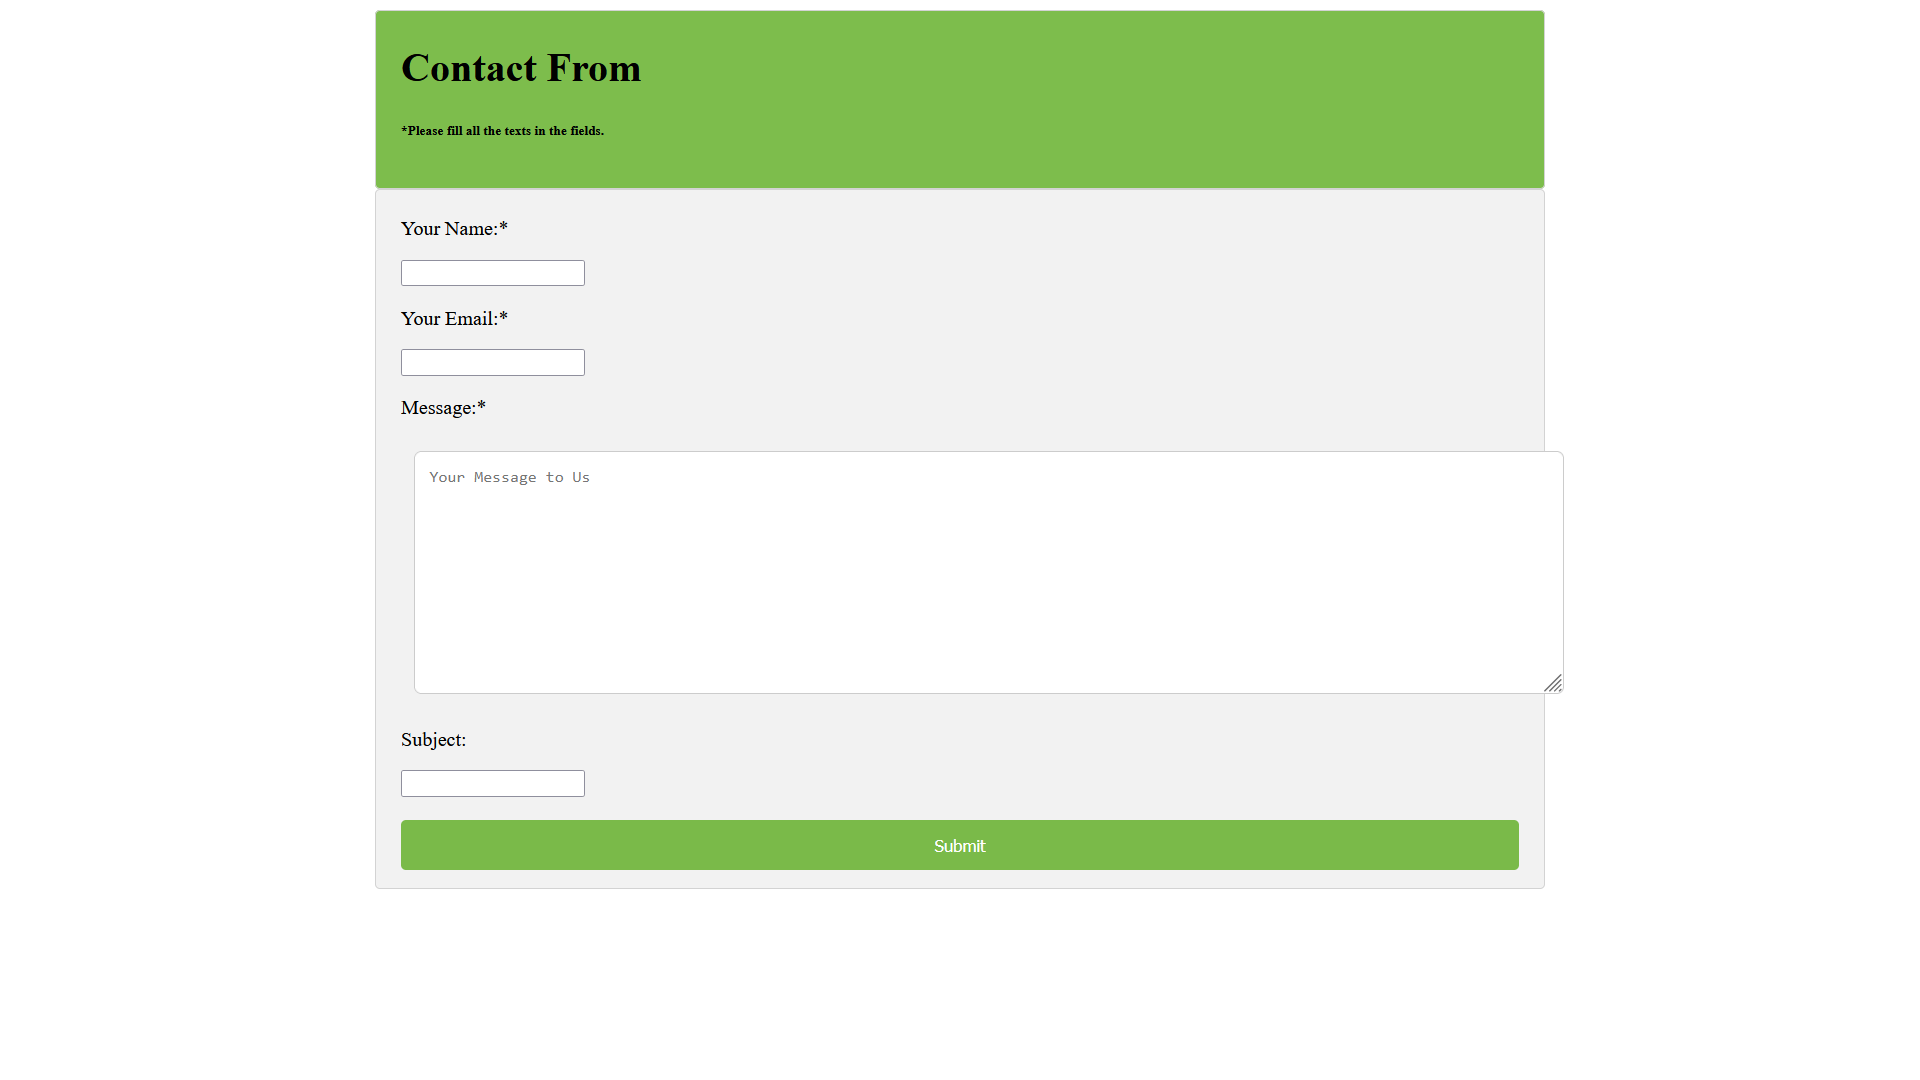 Contact From
*Please fill all the texts in the fields.
Your Name:*
Your Email:*
Message:*
Your Message to Us
Subject:
Submit